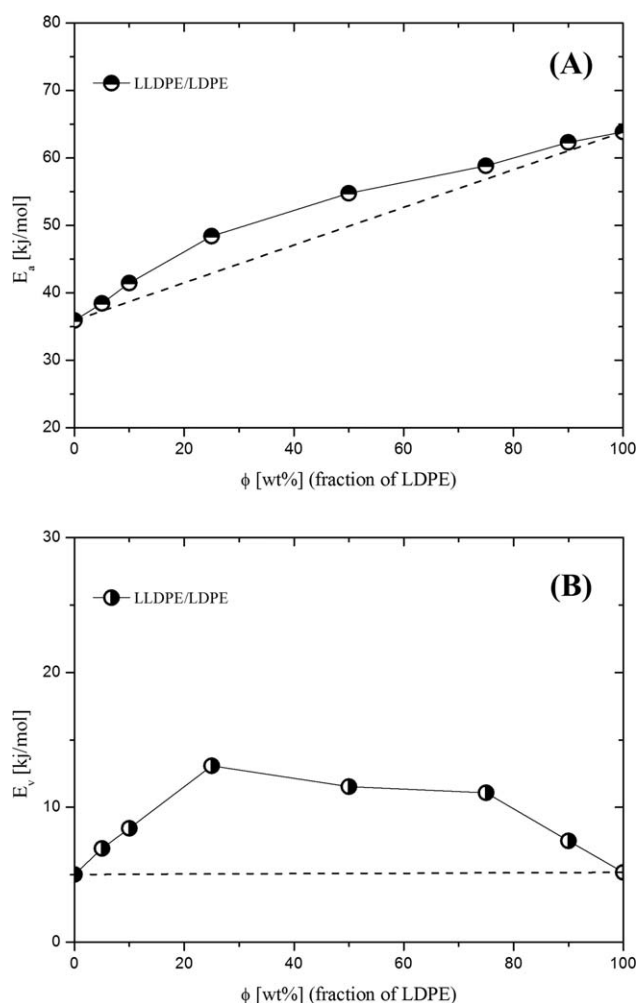 80
70
60
50
40
30
20
E_a [kj/mol]
LLDPE/LDPE
(A)
0 20 40 60 80 100
ϕ [wt%] (fraction of LDPE)
30
20
10
0
E_v [kj/mol]
LLDPE/LDPE
(B)
0 20 40 60 80 100
ϕ [wt%] (fraction of LDPE)